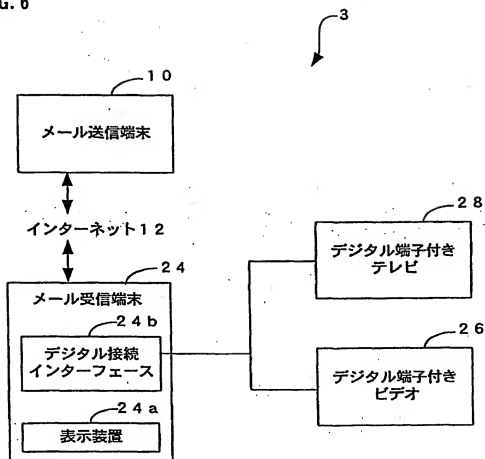 G. 6
3
10
メール送信端末
インターネット12
24
メール受信端末
24b
デジタル接続
インターフェース
24a
表示装置
28
デジタル端子付き
テレビ
26
デジタル端子付き
ビデオ